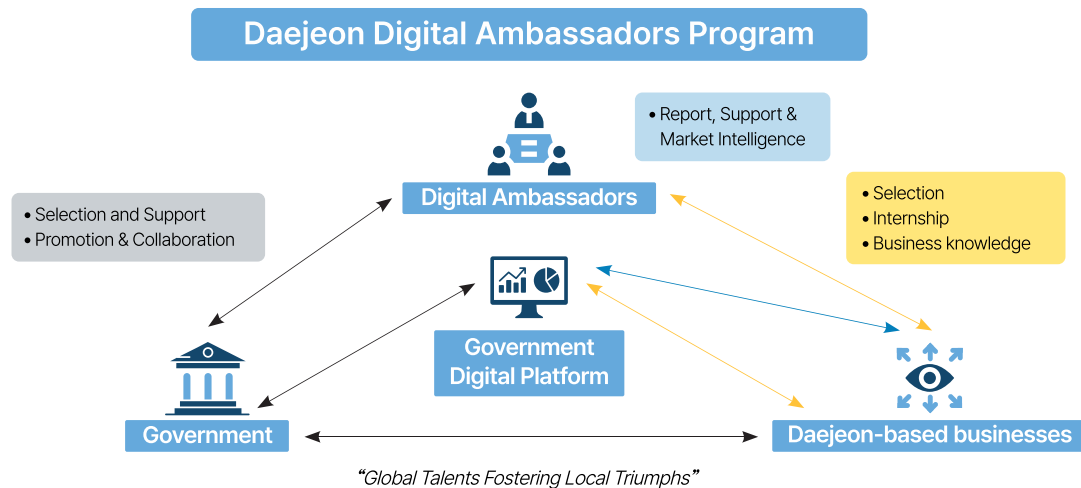 Daejeon Digital Ambassadors Program
• Report, Support &
Market Intelligence
Digital Ambassadors
• Selection and Support
• Promotion & Collaboration
• Selection
• Internship
• Business knowledge
Government
Digital Platform
Government
Daejeon-based businesses
“Global Talents Fostering Local Triumphs”